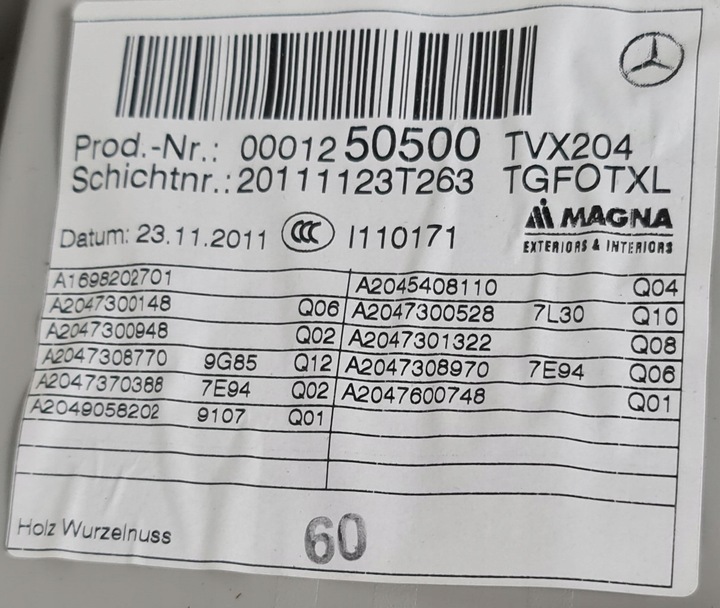 Prod.-Nr.: 0001250500 TVX204
Schichtnr.: 20111123T263 TGFOTXL
MAGNA
EXTERIORS & INTERIORS
Datum: 23.11.2011 CCC I110171
A1698202701 A2045408110 Q04
A2047300148 Q06 A2047300528 7L30 Q10
A2047300948 Q02 A2047301322 Q08
A2047308770 9G85 Q12 A2047308970 7E94 Q06
A2047370388 7E94 Q02 A2047600748 Q01
A2049058202 9107 Q01
Holz Wurzelnuss 60